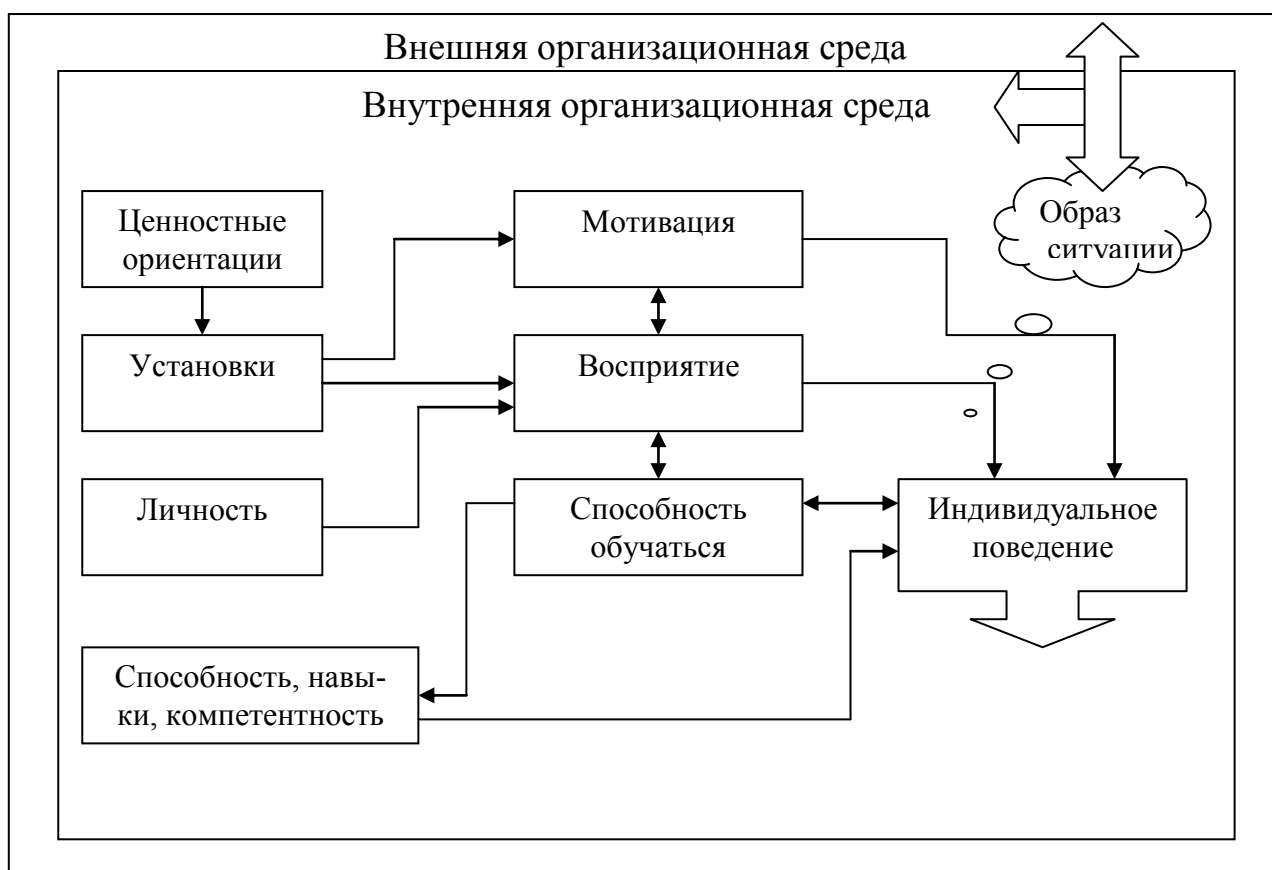 Внешняя организационная среда
Внутренняя организационная среда
Ценностные
ориентации
Мотивация
Образ
ситуации
Установки
Восприятие
Личность
Способность
обучаться
Индивидуальное
поведение
Способность, навы-
ки, компетентность